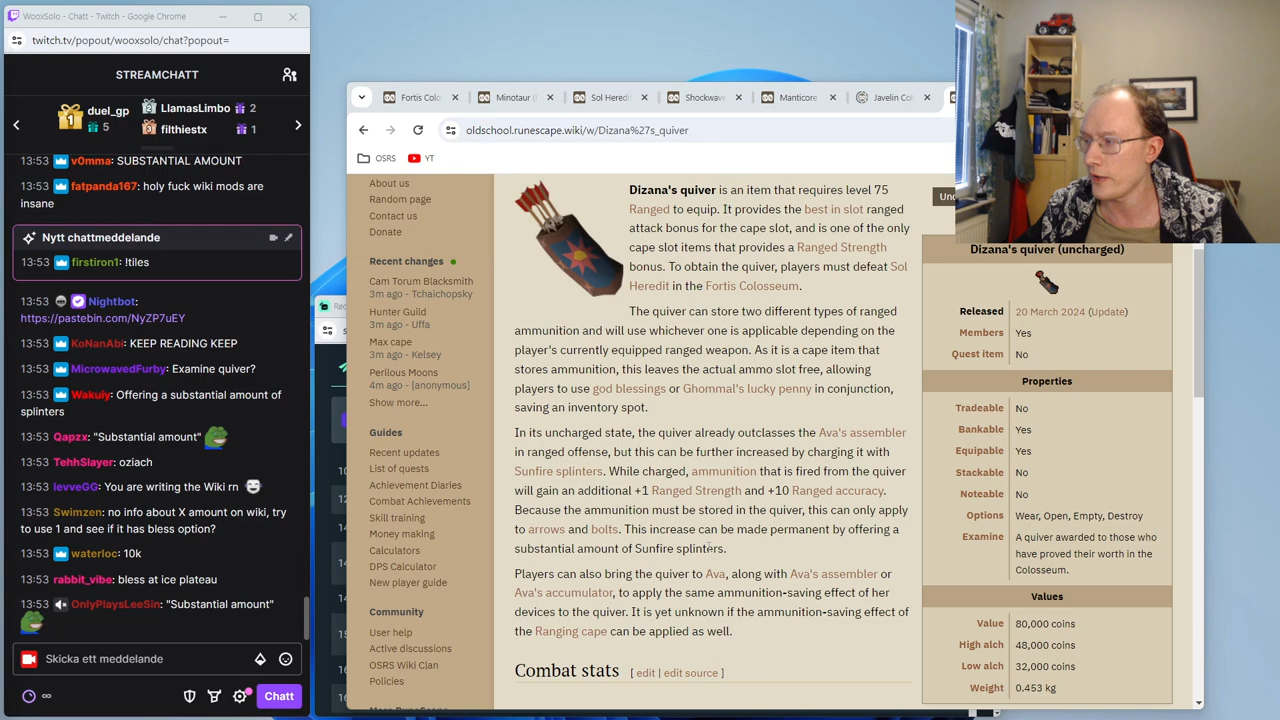 WooxSolo - Chatt - Twitch - Google Chrome
twitch.tv/popout/wooxsolo/chat?popout=
STREAMCHATT
1 duel_gp
5
2 LlamasLimbo 2
3 filthiestx 1
13:53 v0mma: SUBSTANTIAL AMOUNT
13:53 fatpanda167: holy fuck wiki mods are
insane
Nytt chattmeddelande
13:53 firstiron1: !tiles
13:53 Nightbot:
https://pastebin.com/NyZP7uEY
13:53 KoNanAbi: KEEP READING KEEP
13:53 MicrowavedFurby: Examine quiver?
13:53 Wakuly: Offering a substantial amount of
splinters
13:53 Qapzx: "Substantial amount"
13:53 TehhSlayer: oziach
13:53 levveGG: You are writing the Wiki rn
13:53 Swimzen: no info about X amount on wiki, try
to use 1 and see if it has bless option?
13:53 waterloc: 10k
13:53 rabbit_vibe: bless at ice plateau
13:53 OnlyPlaysLeeSin: "Substantial amount"
Skicka ett meddelande
Chatt
Fortis Colo
Minotaur (
Sol Heredit
Shockwave
Manticore
Javelin Col
oldschool.runescape.wiki/w/Dizana%27s_quiver
OSRS
YT
About us
Random page
Contact us
Donate
Recent changes
Cam Torum Blacksmith
3m ago - Tchaichopsky
Hunter Guild
3m ago - Uffa
Max cape
3m ago - Kelsey
Perilous Moons
4m ago - [anonymous]
Show more...
Guides
Recent updates
List of quests
Achievement Diaries
Combat Achievements
Skill training
Money making
Calculators
DPS Calculator
New player guide
Community
User help
Active discussions
OSRS Wiki Clan
Policies
Dizana's quiver is an item that requires level 75
Ranged to equip. It provides the best in slot ranged
attack bonus for the cape slot, and is one of the only
cape slot items that provides a Ranged Strength
bonus. To obtain the quiver, players must defeat Sol
Heredit in the Fortis Colosseum.
The quiver can store two different types of ranged
ammunition and will use whichever one is applicable depending on the
player's currently equipped ranged weapon. As it is a cape item that
stores ammunition, this leaves the actual ammo slot free, allowing
players to use god blessings or Ghommal's lucky penny in conjunction,
saving an inventory spot.
In its uncharged state, the quiver already outclasses the Ava's assembler
in ranged offense, but this can be further increased by charging it with
Sunfire splinters. While charged, ammunition that is fired from the quiver
will gain an additional +1 Ranged Strength and +10 Ranged accuracy.
Because the ammunition must be stored in the quiver, this can only apply
to arrows and bolts. This increase can be made permanent by offering a
substantial amount of Sunfire splinters.
Players can also bring the quiver to Ava, along with Ava's assembler or
Ava's accumulator, to apply the same ammunition-saving effect of her
devices to the quiver. It is yet unknown if the ammunition-saving effect of
the Ranging cape can be applied as well.
Combat stats [ edit | edit source ]
Dizana's quiver (uncharged)
Released 20 March 2024 (Update)
Members Yes
Quest item No
Properties
Tradeable No
Bankable Yes
Equipable Yes
Stackable No
Noteable No
Options Wear, Open, Empty, Destroy
Examine A quiver awarded to those who
have proved their worth in the
Colosseum.
Values
Value 80,000 coins
High alch 48,000 coins
Low alch 32,000 coins
Weight 0.453 kg